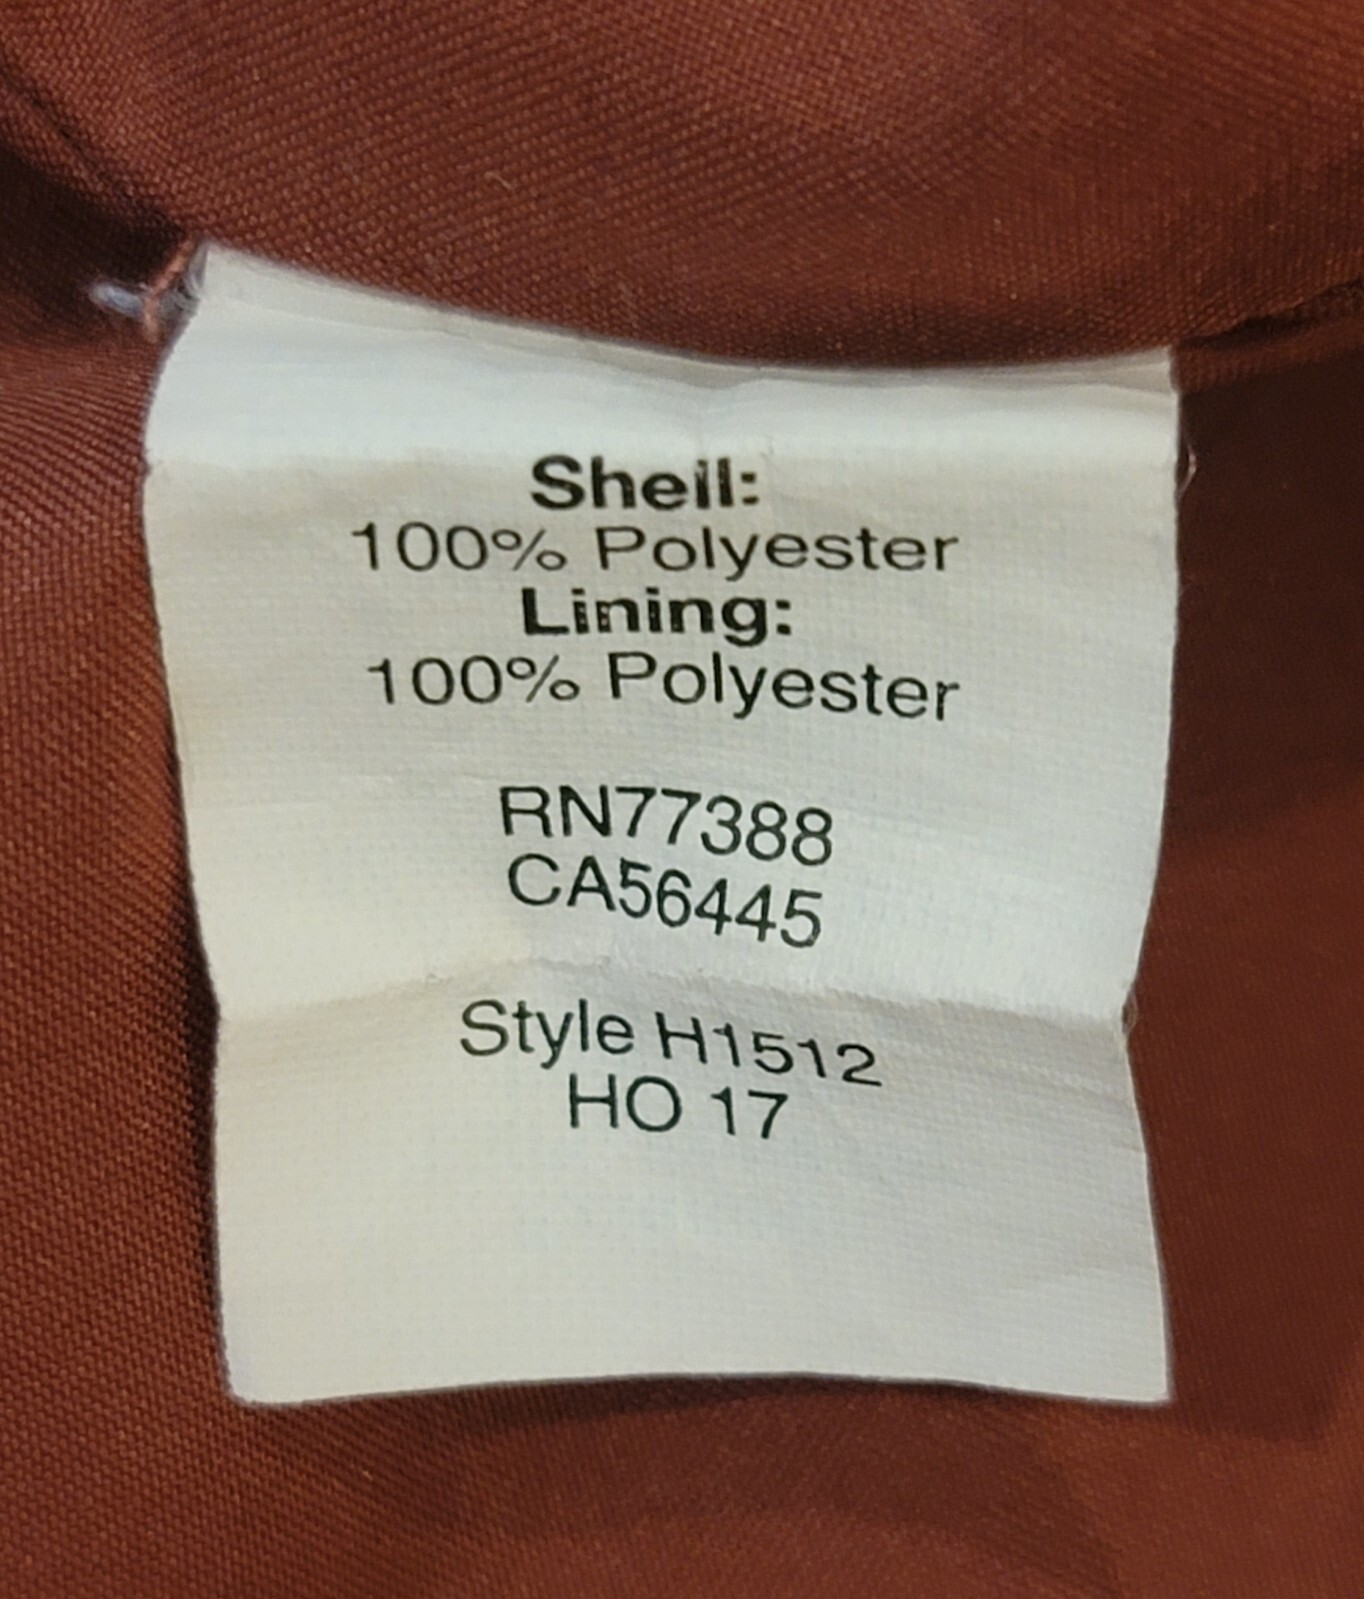 Shell:
100% Polyester
Lining:
100% Polyester
RN77388
CA56445
Style H1512
HO 17